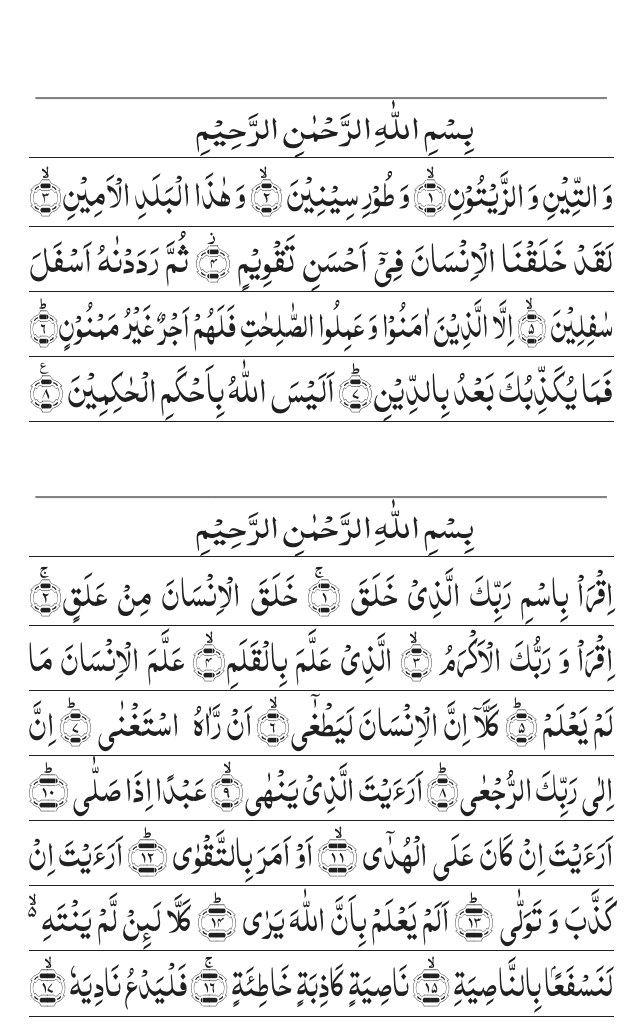 بِسْمِ اللّٰهِ الرَّحْمٰنِ الرَّحِيْمِ
وَ التِّيْنِ وَ الزَّيْتُوْنِ ۙ﴿۱﴾ وَ طُوْرِ سِيْنِيْنَ ۙ﴿۲﴾ وَ هٰذَا الْبَلَدِ الْاَمِيْنِ ۙ﴿۳﴾
لَقَدْ خَلَقْنَا الْاِنْسَانَ فِيْۤ اَحْسَنِ تَقْوِيْمٍ ۫﴿۴﴾ ثُمَّ رَدَدْنٰهُ اَسْفَلَ
سٰفِلِيْنَ ۙ﴿۵﴾ اِلَّا الَّذِيْنَ اٰمَنُوْا وَ عَمِلُوا الصّٰلِحٰتِ فَلَهُمْ اَجْرٌ غَيْرُ مَمْنُوْنٍ ؕ﴿۶﴾
فَمَا يُكَذِّبُكَ بَعْدُ بِالدِّيْنِ ؕ﴿۷﴾ اَلَيْسَ اللّٰهُ بِاَحْكَمِ الْحٰكِمِيْنَ ﴿۸﴾
بِسْمِ اللّٰهِ الرَّحْمٰنِ الرَّحِيْمِ
اِقْرَاْ بِاسْمِ رَبِّكَ الَّذِيْ خَلَقَ ۚ﴿۱﴾ خَلَقَ الْاِنْسَانَ مِنْ عَلَقٍ ۚ﴿۲﴾
اِقْرَاْ وَ رَبُّكَ الْاَكْرَمُ ۙ﴿۳﴾ الَّذِيْ عَلَّمَ بِالْقَلَمِ ۙ﴿۴﴾ عَلَّمَ الْاِنْسَانَ مَا
لَمْ يَعْلَمْ ؕ﴿۵﴾ كَلَّاۤ اِنَّ الْاِنْسَانَ لَيَطْغٰۤى ۙ﴿۶﴾ اَنْ رَّاٰهُ اسْتَغْنٰى ؕ﴿۷﴾ اِنَّ
اِلٰى رَبِّكَ الرُّجْعٰى ؕ﴿۸﴾ اَرَءَيْتَ الَّذِيْ يَنْهٰى ۙ﴿۹﴾ عَبْدًا اِذَا صَلّٰى ؕ﴿۱۰﴾
اَرَءَيْتَ اِنْ كَانَ عَلَى الْهُدٰۤى ۙ﴿۱۱﴾ اَوْ اَمَرَ بِالتَّقْوٰى ؕ﴿۱۲﴾ اَرَءَيْتَ اِنْ
كَذَّبَ وَ تَوَلّٰى ؕ﴿۱۳﴾ اَلَمْ يَعْلَمْ بِاَنَّ اللّٰهَ يَرٰى ؕ﴿۱۴﴾ كَلَّا لَىِٕنْ لَّمْ يَنْتَهِ ۬ۙ
لَنَسْفَعًۢا بِالنَّاصِيَةِ ۙ﴿۱۵﴾ نَاصِيَةٍ كَاذِبَةٍ خَاطِئَةٍ ۚ﴿۱۶﴾ فَلْيَدْعُ نَادِيَهٗ ۙ﴿۱۷﴾